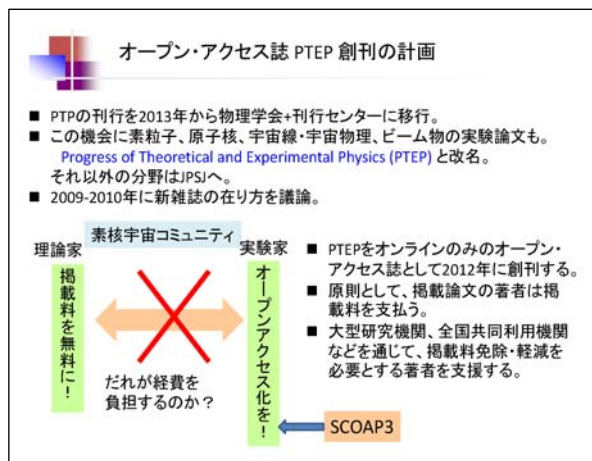 オープン・アクセス誌 PTEP 創刊の計画
■ PTPの刊行を2013年から物理学会+刊行センターに移行。
■ この機会に素粒子、原子核、宇宙線・宇宙物理、ビーム物の実験論文も。
Progress of Theoretical and Experimental Physics (PTEP) と改名。
それ以外の分野はJPSJへ。
■ 2009-2010年に新雑誌の在り方を議論。
素核宇宙コミュニティ
理論家
実験家
掲載料を無料に！
オープンアクセス化を！
だれが経費を
負担するのか？
■ PTEPをオンラインのみのオープン・
アクセス誌として2012年に創刊する。
■ 原則として、掲載論文の著者は掲
載料を支払う。
■ 大型研究機関、全国共同利用機関
などを通じて、掲載料免除・軽減を
必要とする著者を支援する。
SCOAP3